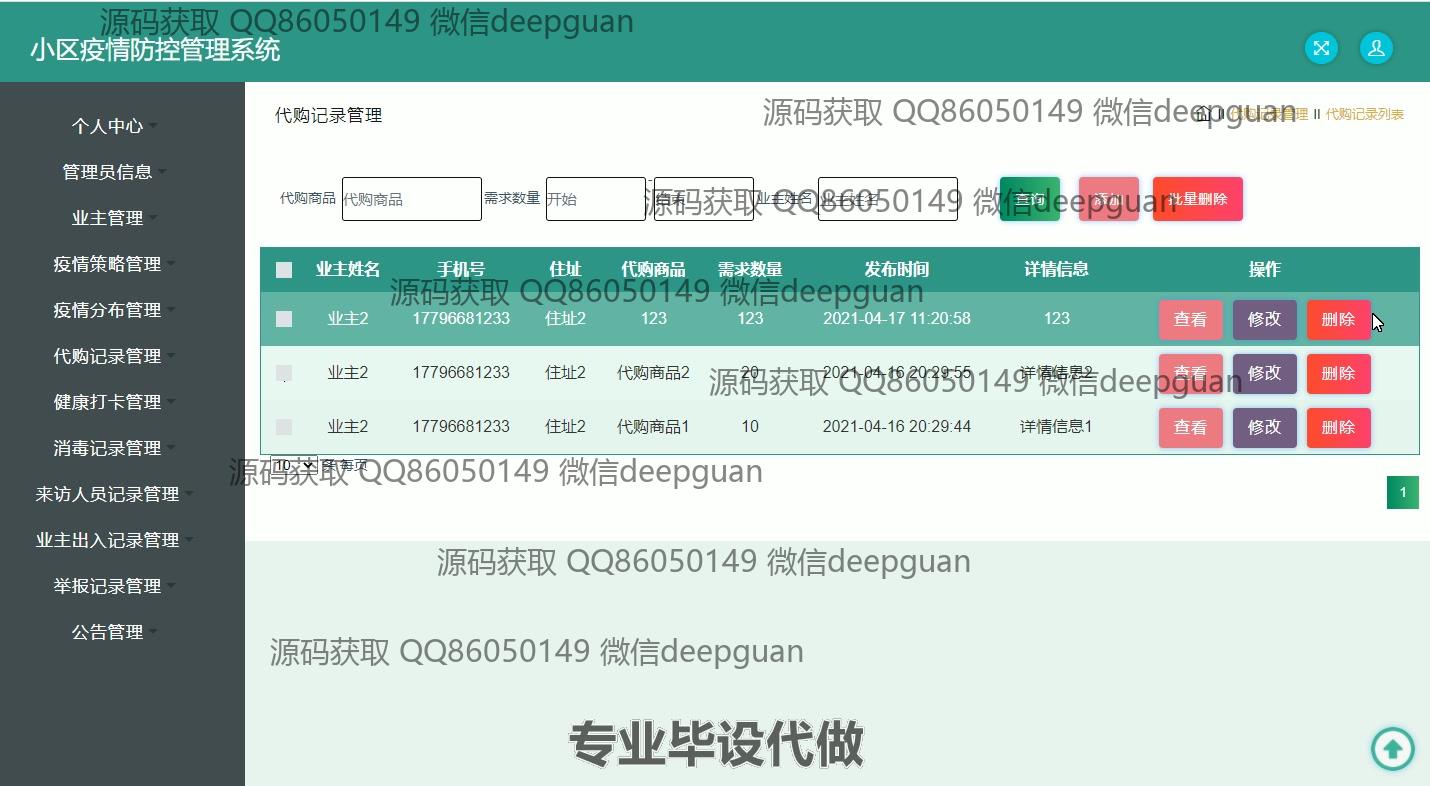 源码获取 QQ86050149 微信deepguan
小区疫情防控管理系统
个人中心
管理员信息
业主管理
疫情策略管理
疫情分布管理
代购记录管理
健康打卡管理
消毒记录管理
来访人员记录管理
业主出入记录管理
举报记录管理
公告管理
代购记录管理
源码获取 QQ86050149 微信deepguan
代购记录管理 II 代购记录列表
代购商品 代购商品 需求数量 开始 - 结束 业主姓名 业主姓名 查询 添加 批量删除
源码获取 QQ86050149 微信deepguan
业主姓名 手机号 住址 代购商品 需求数量 发布时间 详情信息 操作
源码获取 QQ86050149 微信deepguan
业主2 17796681233 住址2 123 123 2021-04-17 11:20:58 123 查看 修改 删除
业主2 17796681233 住址2 代购商品2 20 2021-04-16 20:29:55 详情信息2 查看 修改 删除
源码获取 QQ86050149 微信deepguan
业主2 17796681233 住址2 代购商品1 10 2021-04-16 20:29:44 详情信息1 查看 修改 删除
10 条 每页
源码获取 QQ86050149 微信deepguan
1
源码获取 QQ86050149 微信deepguan
源码获取 QQ86050149 微信deepguan
专业毕设代做